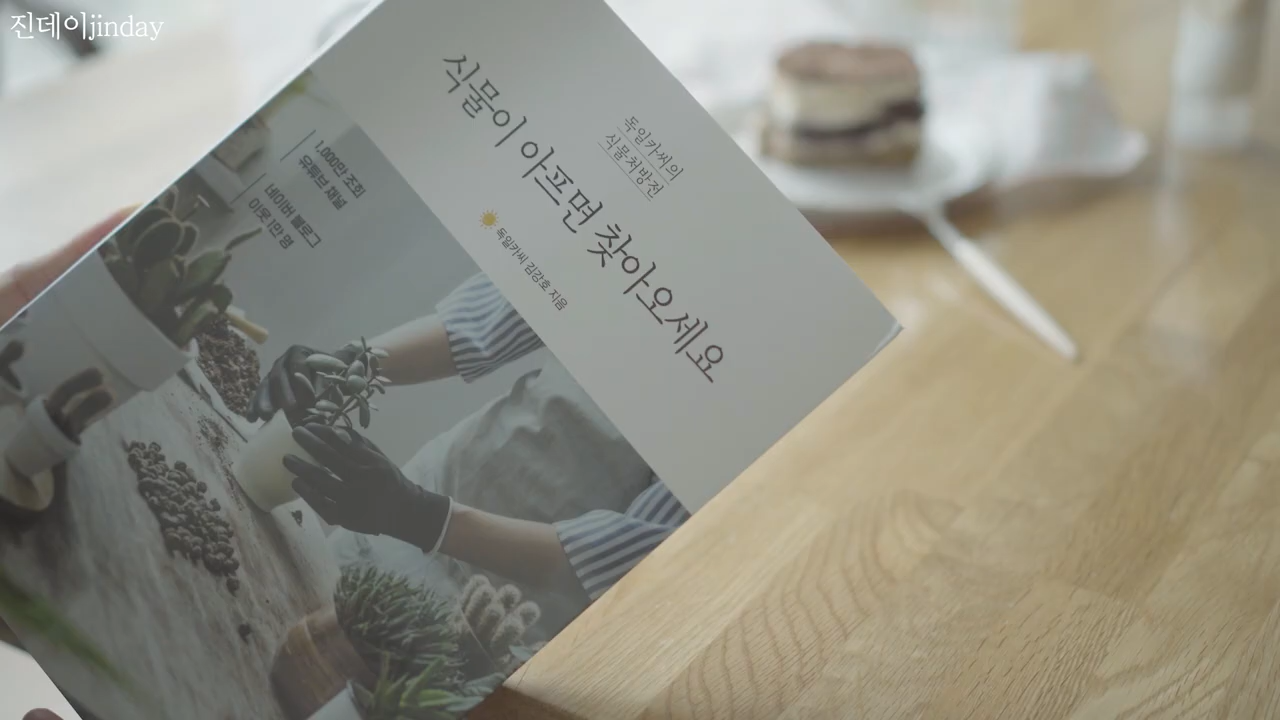 진데이jinday
독일카씨의
식물처방전
식물이 아프면 찾아오세요
독일카씨 김강호 지음
1,000만 조회
유튜브 채널
네이버 블로그
이웃 1만 명